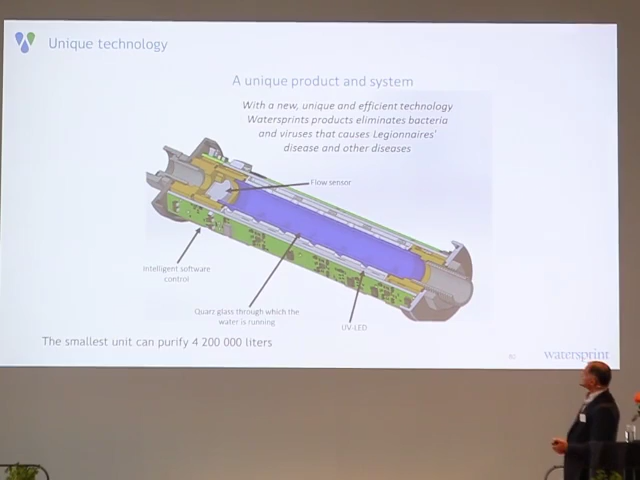 Unique technology
A unique product and system
With a new, unique and efficient technology
Watersprints products eliminates bacteria
and viruses that causes Legionnaires'
disease and other diseases
Flow sensor
Intelligent software
control
Quarz glass through which the
water is running
UV-LED
The smallest unit can purify 4 200 000 liters
watersprint